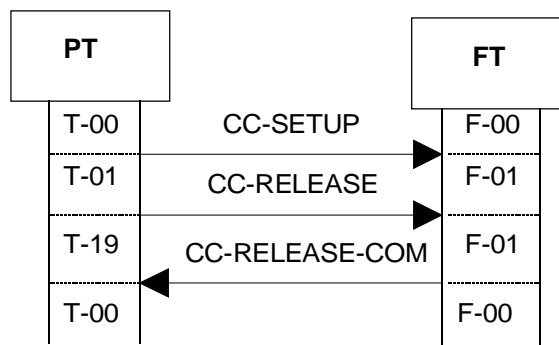 PT FT
T-00 CC-SETUP F-00
T-01 CC-RELEASE F-01
T-19 CC-RELEASE-COM F-01
T-00 F-00